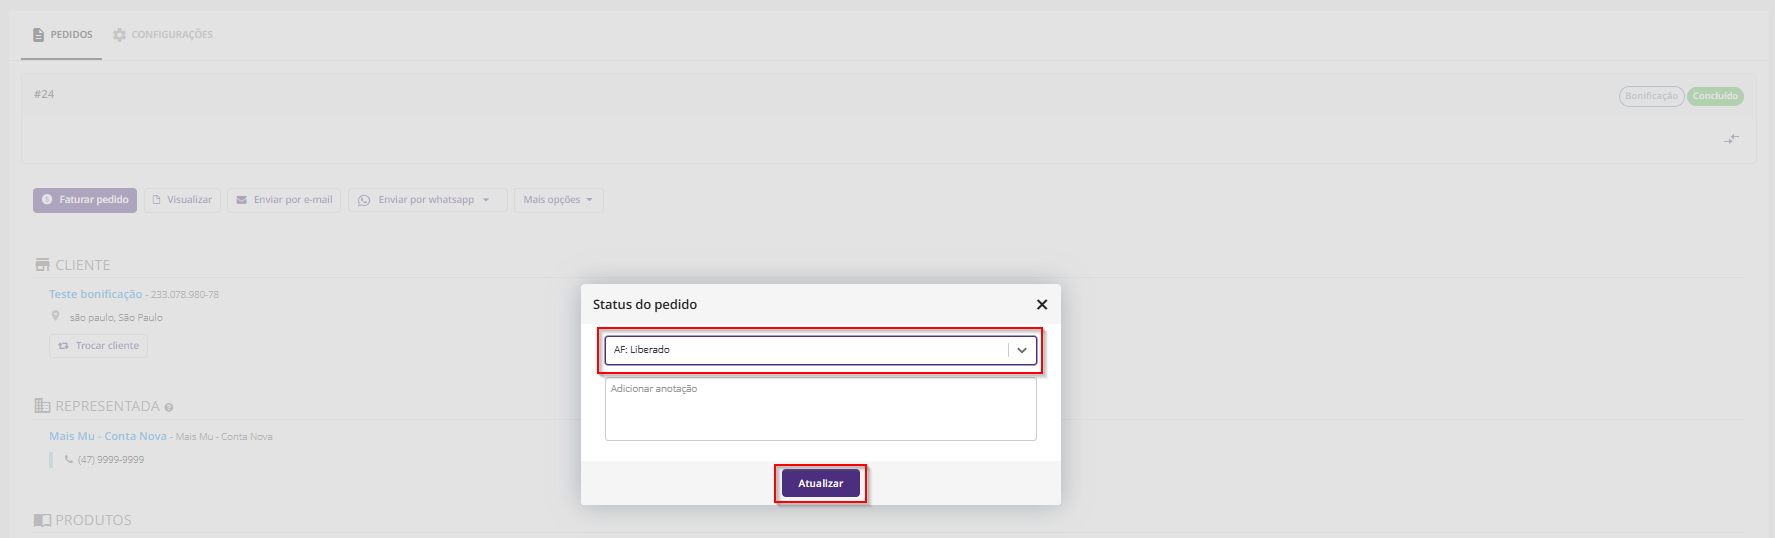 PEDIDOS CONFIGURAÇÕES
#24 Bonificação Concluído
Faturar pedido Visualizar Enviar por e-mail Enviar por whatsapp Mais opções
CLIENTE
Teste bonificação - 233.078.980-78
são paulo, São Paulo
Trocar cliente
REPRESENTADA
Mais Mu - Conta Nova - Mais Mu - Conta Nova
(47) 9999-9999
PRODUTOS
Status do pedido
AF: Liberado
Adicionar anotação
Atualizar